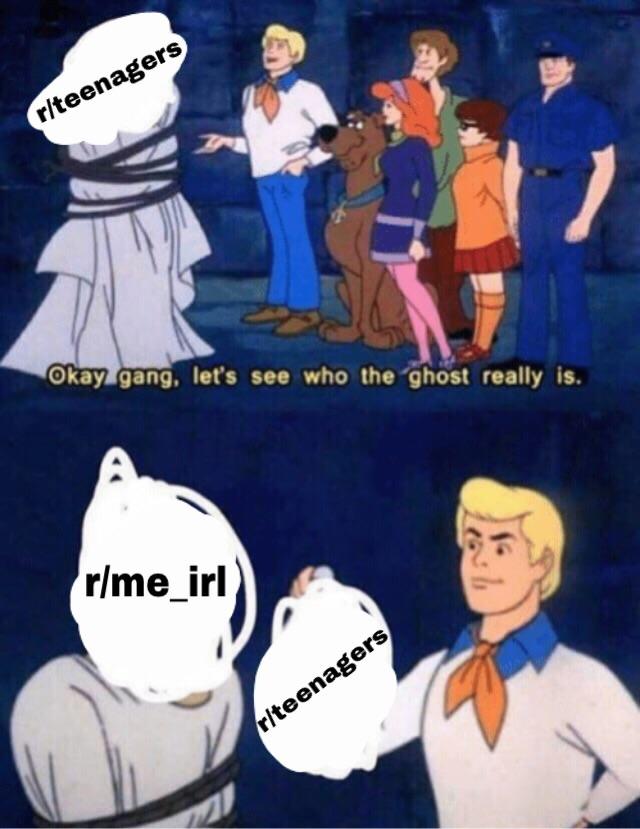 r/teenagers
Okay gang, let's see who the ghost really is.
r/me_irl
r/teenagers